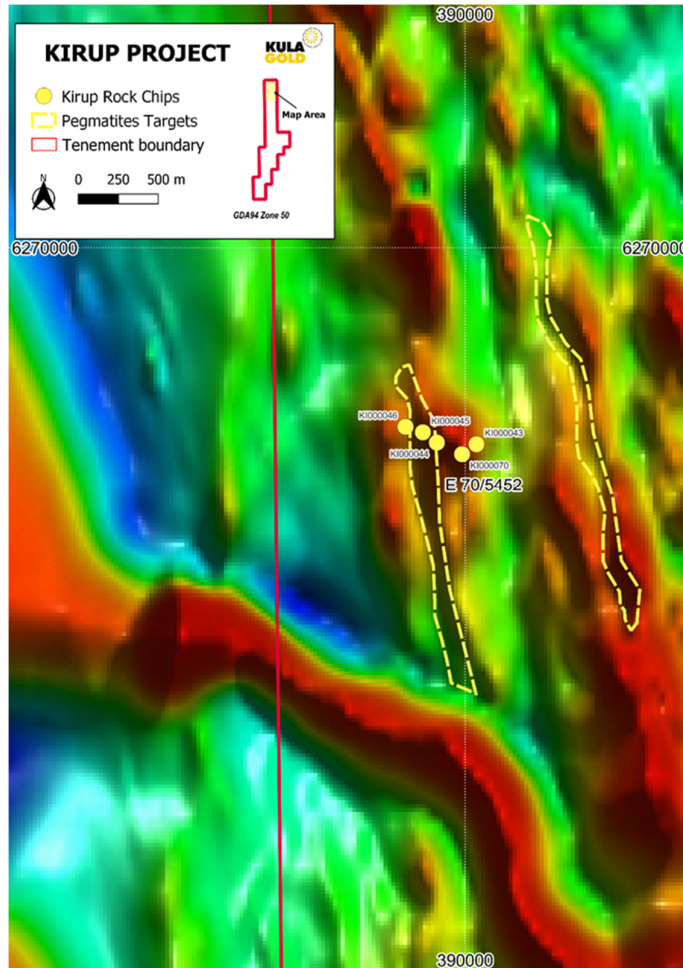 390000
KIRUP PROJECT
KULA
GOLD
Kirup Rock Chips
Map Area
Pegmatites Targets
Tenement boundary
N
0 250 500 m
GDA94 Zone 50
6270000
6270000
KI000046
KI000045
KI000043
KI000044
KI000070
E 70/5452
390000